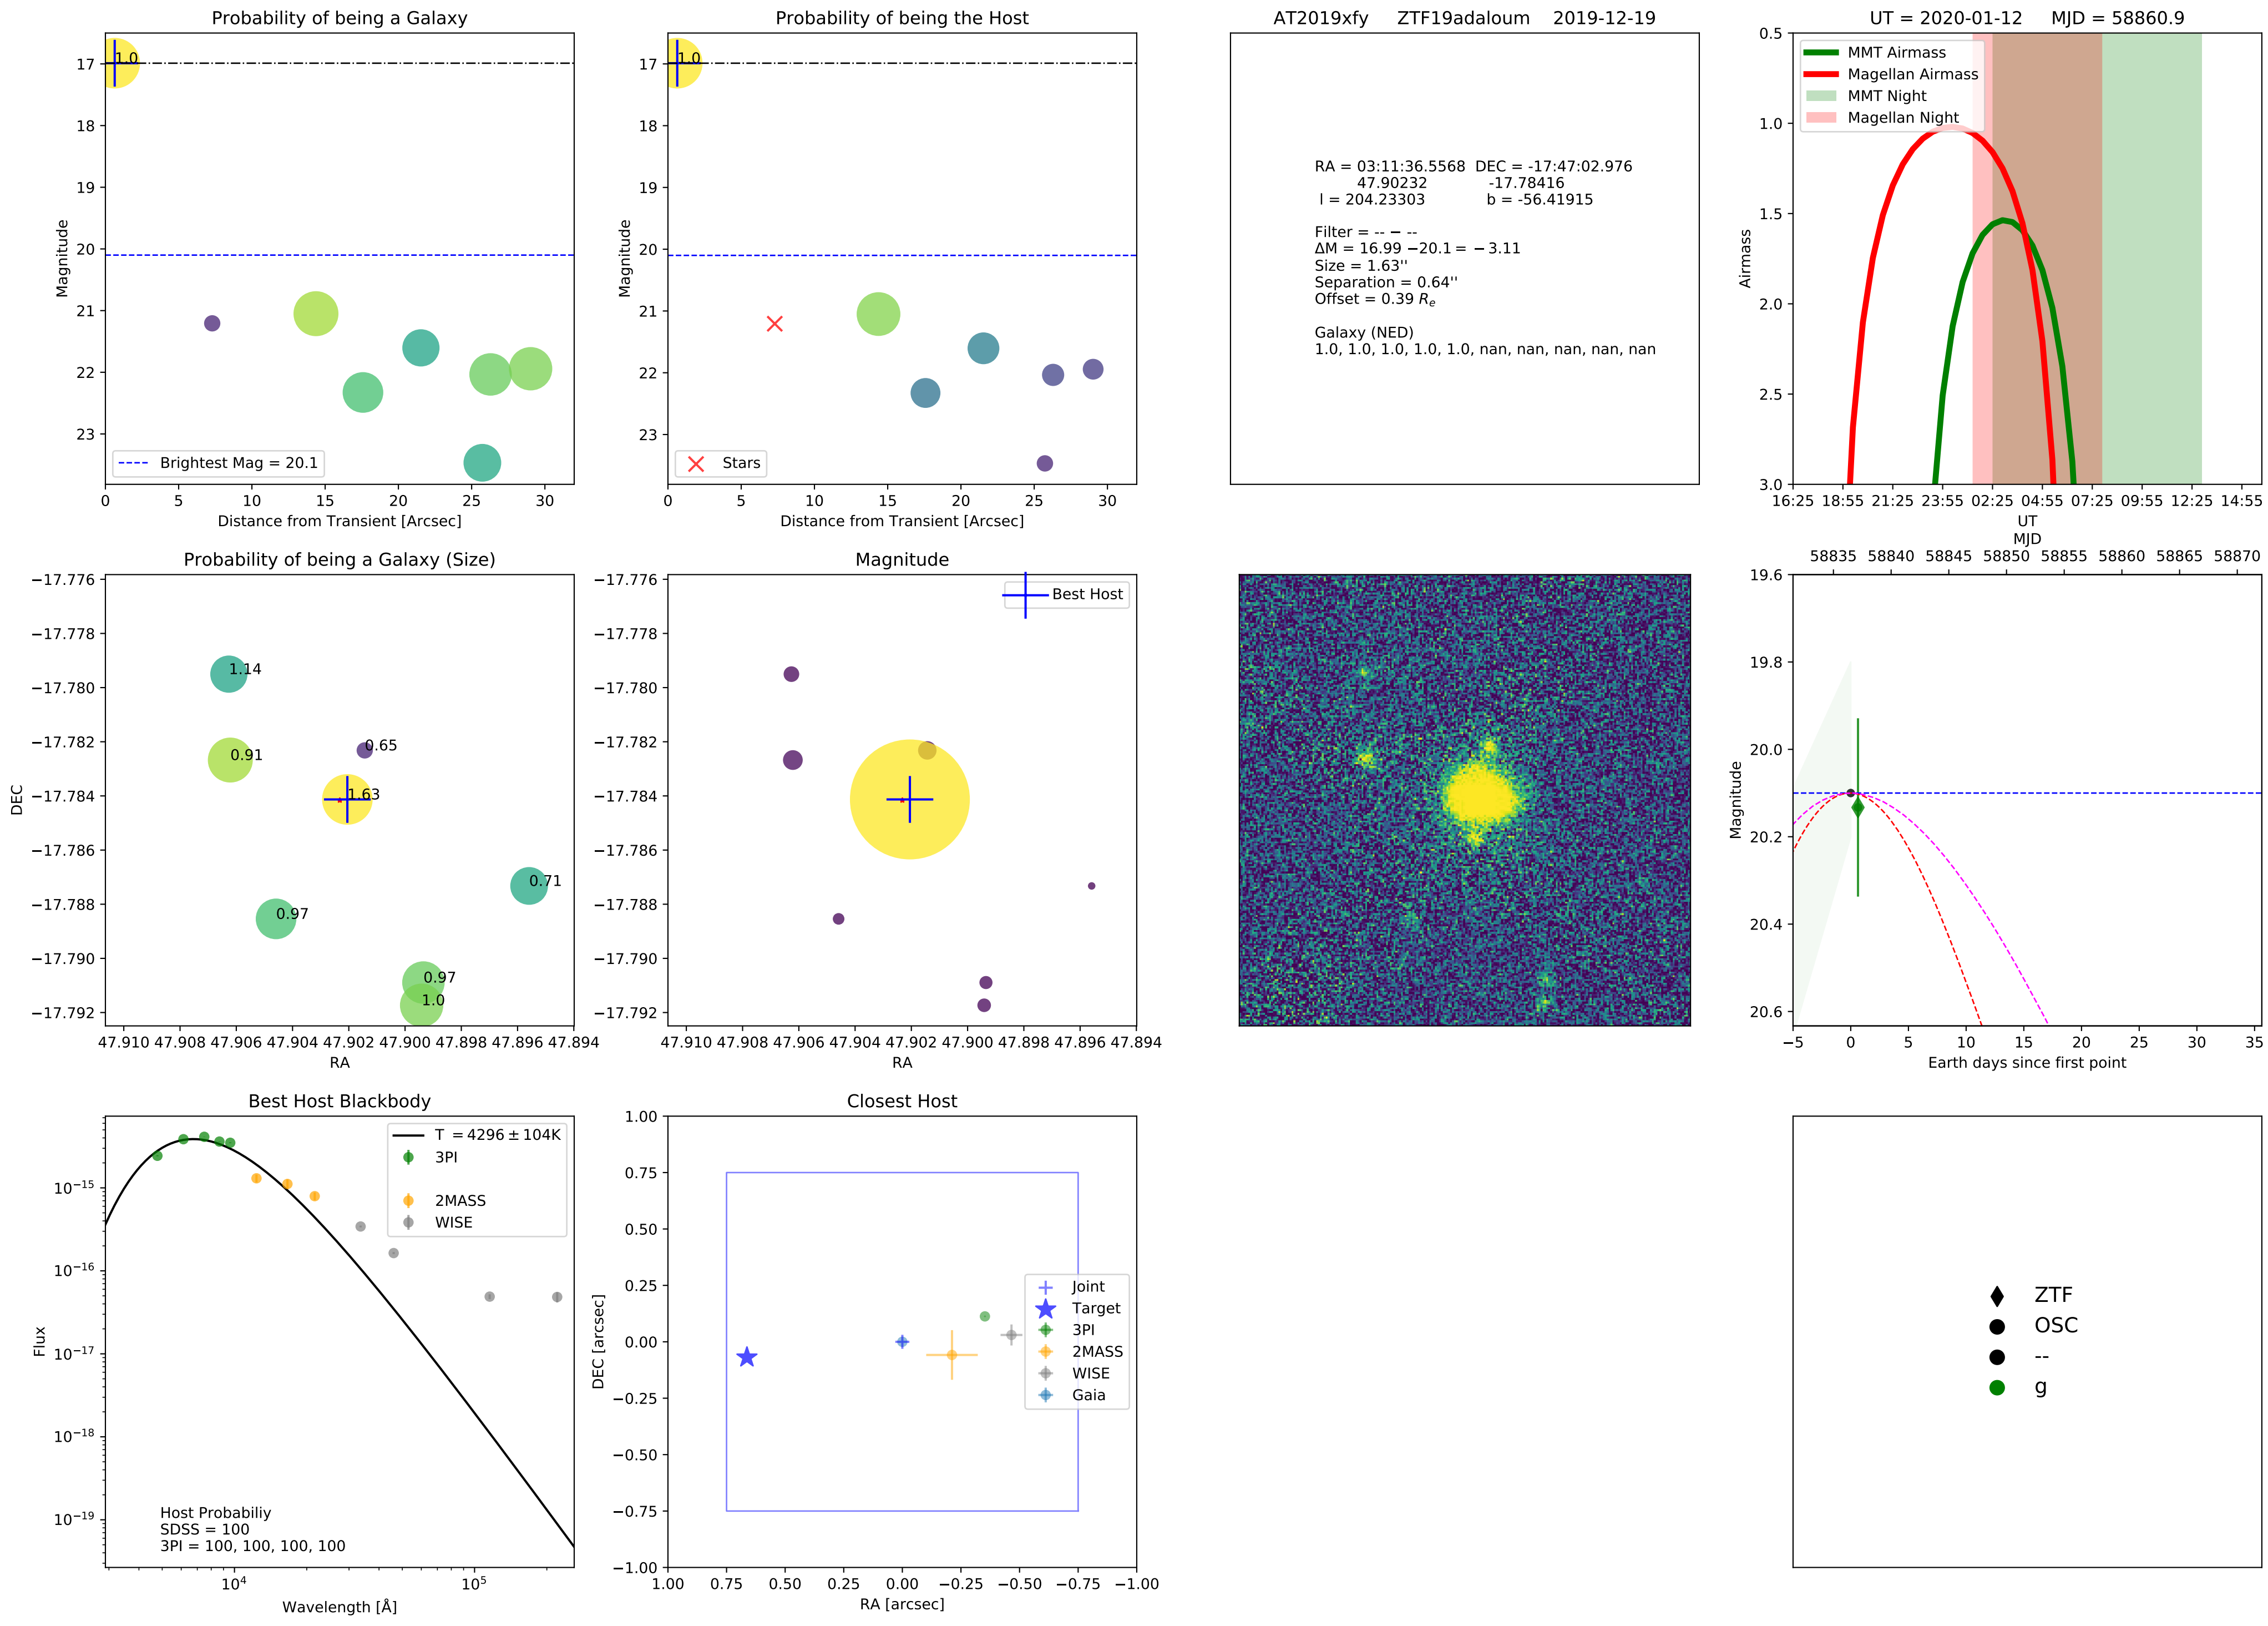 Probability of being a Galaxy
1.0
17
18
19
20
21
22
23
Magnitude
Brightest Mag = 20.1
0 5 10 15 20 25 30
Distance from Transient [Arcsec]
Probability of being the Host
1.0
17
18
19
20
21
22
23
Magnitude
Stars
0 5 10 15 20 25 30
Distance from Transient [Arcsec]
AT2019xfy ZTF19adaloum 2019-12-19
RA = 03:11:36.5568 DEC = -17:47:02.976
47.90232 -17.78416
l = 204.23303 b = -56.41915
Filter = -- − --
ΔM = 16.99 −20.1 = −3.11
Size = 1.63''
Separation = 0.64''
Offset = 0.39 Re
Galaxy (NED)
1.0, 1.0, 1.0, 1.0, 1.0, nan, nan, nan, nan, nan
UT = 2020-01-12 MJD = 58860.9
MMT Airmass
Magellan Airmass
MMT Night
Magellan Night
0.5
1.0
1.5
2.0
2.5
3.0
Airmass
16:25 18:55 21:25 23:55 02:25 04:55 07:25 09:55 12:25 14:55
UT
Probability of being a Galaxy (Size)
−17.776
−17.778
−17.780
−17.782
−17.784
−17.786
−17.788
−17.790
−17.792
DEC
1.14
0.65
0.91
1.63
0.71
0.97
0.97
1.0
47.910 47.908 47.906 47.904 47.902 47.900 47.898 47.896 47.894
RA
Magnitude
Best Host
−17.776
−17.778
−17.780
−17.782
−17.784
−17.786
−17.788
−17.790
−17.792
47.910 47.908 47.906 47.904 47.902 47.900 47.898 47.896 47.894
RA
MJD
58835 58840 58845 58850 58855 58860 58865 58870
19.6
19.8
20.0
20.2
20.4
20.6
Magnitude
−5 0 5 10 15 20 25 30 35
Earth days since first point
Best Host Blackbody
T = 4296 ± 104K
3PI
2MASS
WISE
10−15
10−16
10−17
10−18
10−19
Flux
Host Probabiliy
SDSS = 100
3PI = 100, 100, 100, 100
104 105
Wavelength [Å]
Closest Host
1.00
0.75
0.50
0.25
0.00
−0.25
−0.50
−0.75
−1.00
DEC [arcsec]
Joint
Target
3PI
2MASS
WISE
Gaia
1.00 0.75 0.50 0.25 0.00 −0.25 −0.50 −0.75 −1.00
RA [arcsec]
ZTF
OSC
--
g